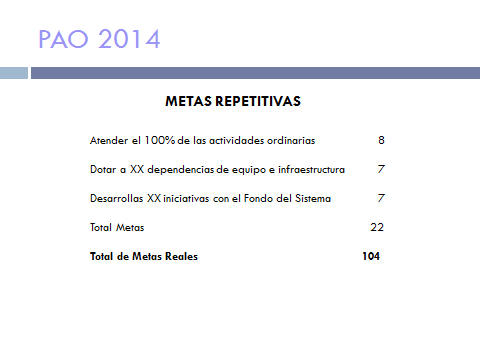 PAO 2014
METAS REPETITIVAS
Atender el 100% de las actividades ordinarias 8
Dotar a XX dependencias de equipo e infraestructura 7
Desarrollas XX iniciativas con el Fondo del Sistema 7
Total Metas 22
Total de Metas Reales 104